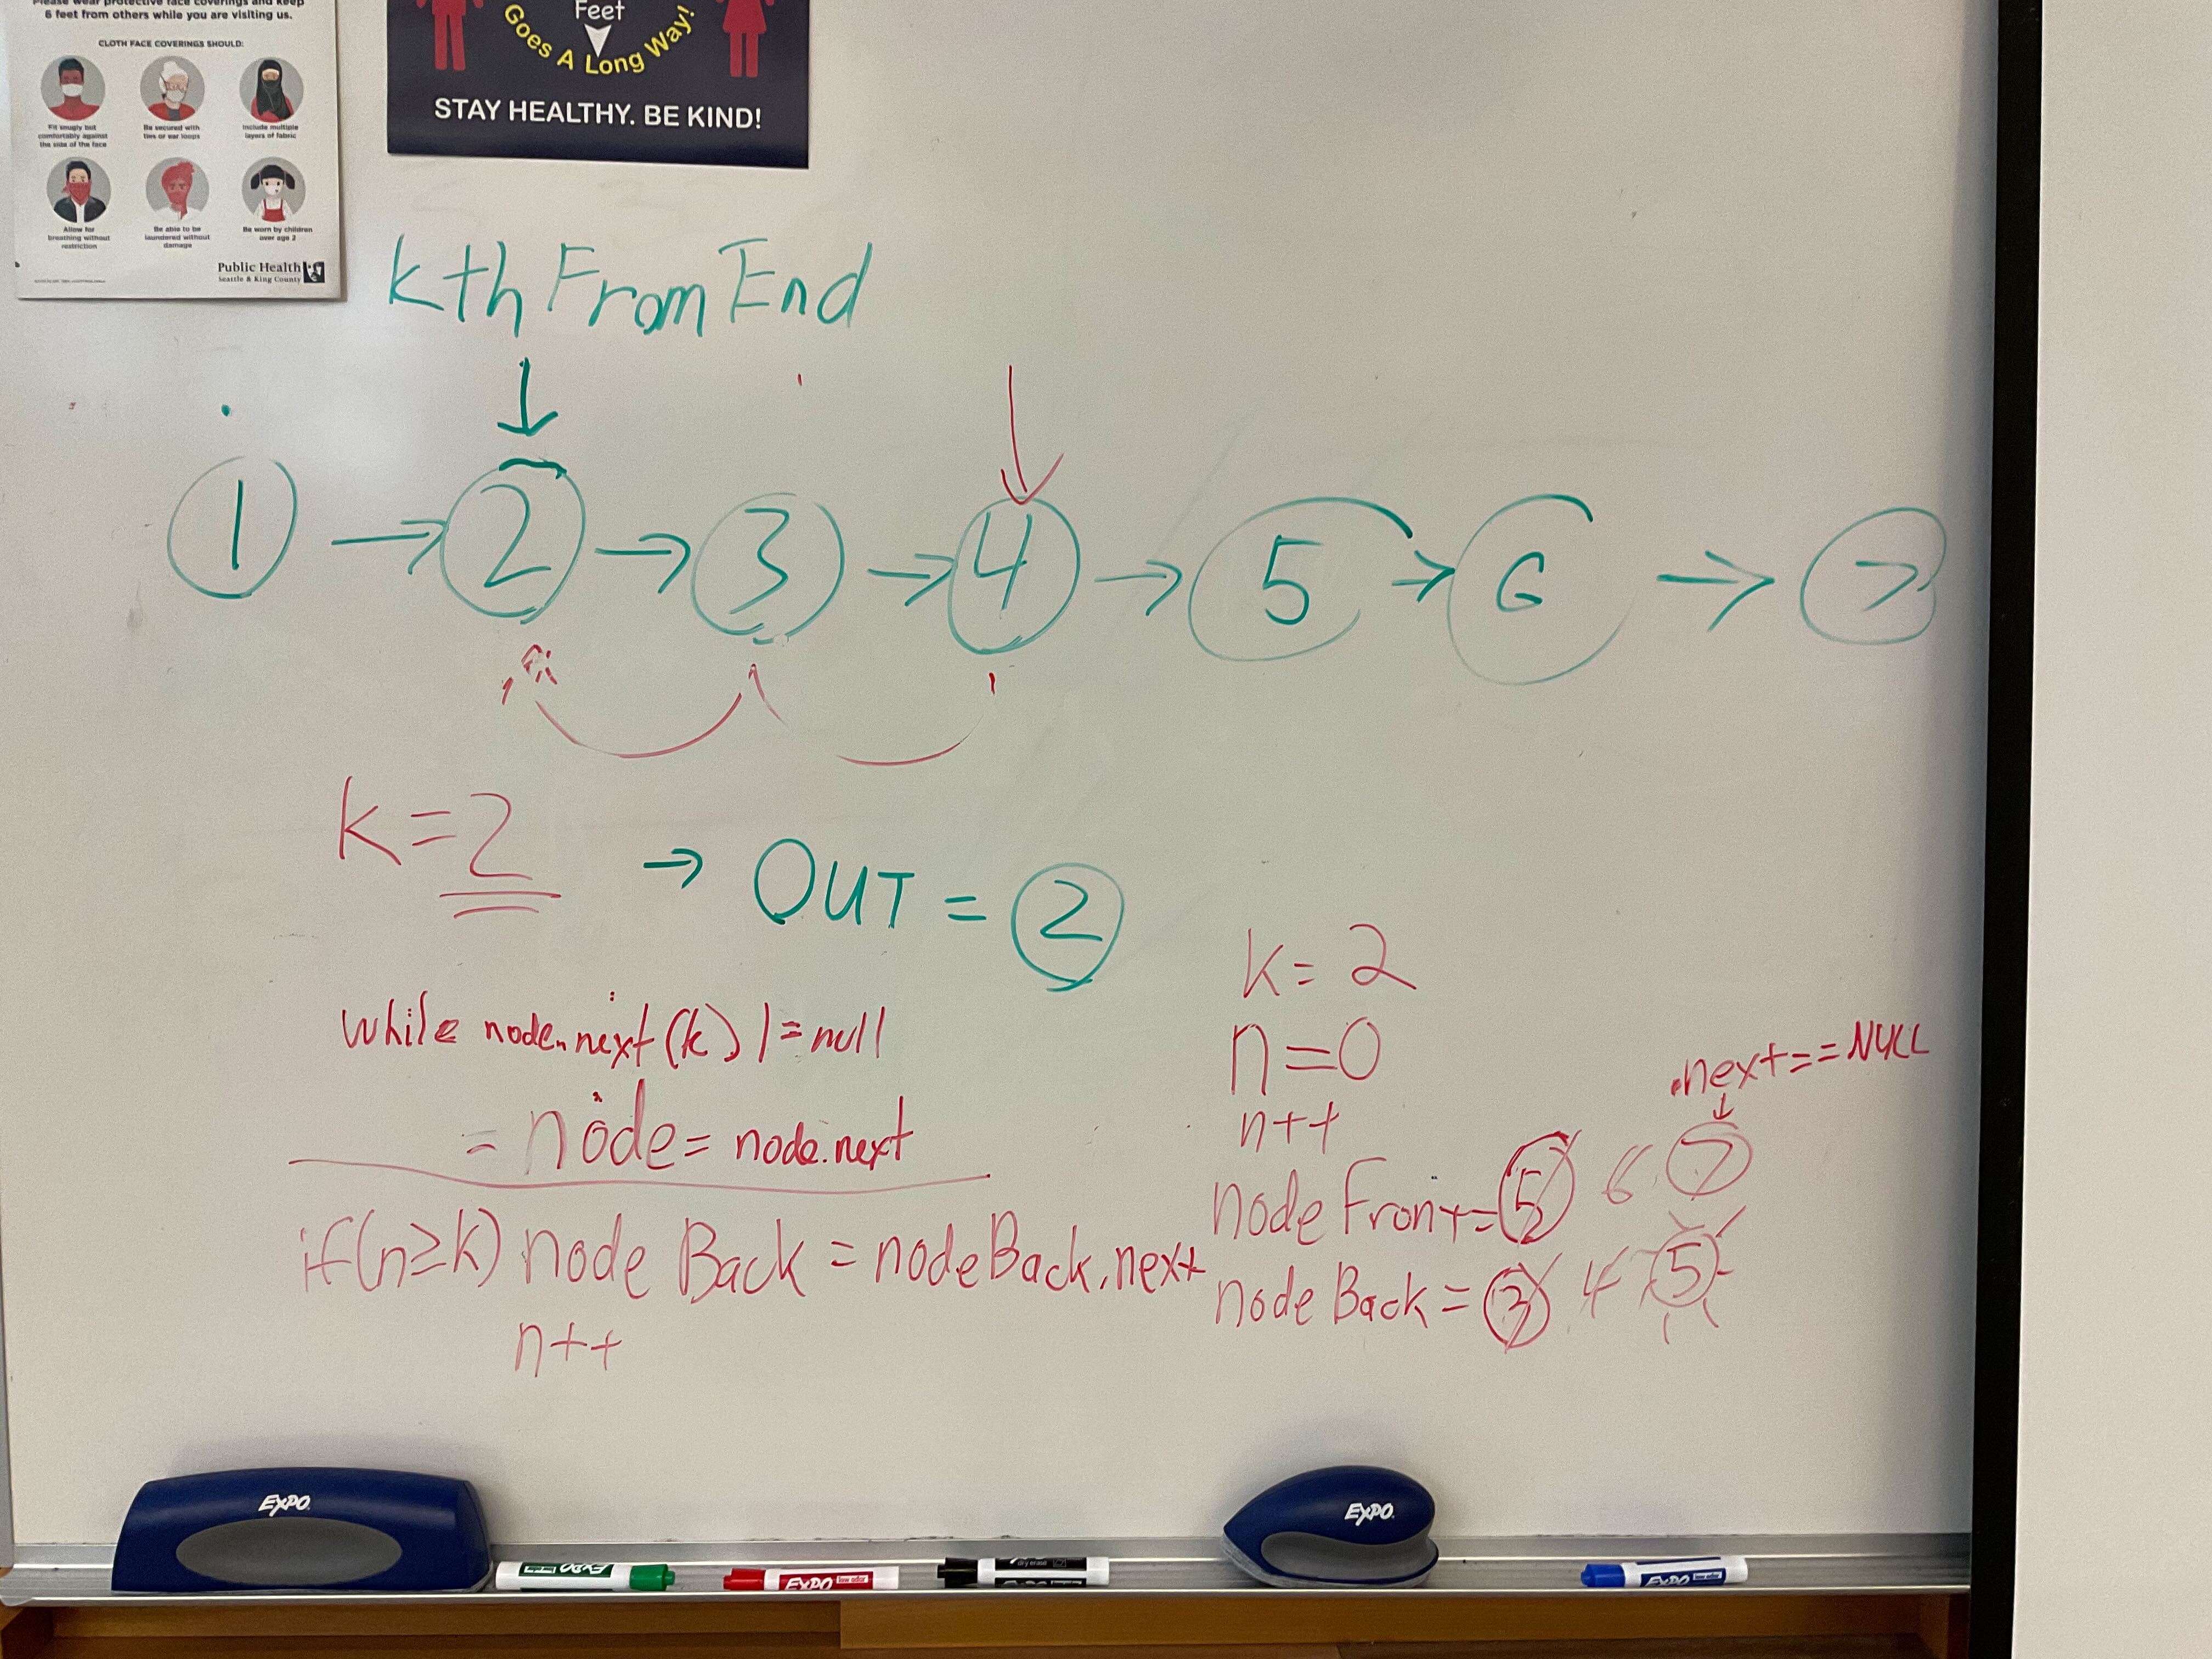 Please wear protective face coverings and keep
6 feet from others while you are visiting us.
CLOTH FACE COVERINGS SHOULD:
Fit snugly but
comfortably against
the side of the face
Be secured with
ties or ear loops
Include multiple
layers of fabric
Allow for
breathing without
restriction
Be able to be
laundered without
damage
Be worn by children
over age 2
Public Health
Seattle & King County
Feet
Goes A Long Way!
STAY HEALTHY. BE KIND!
kth From End
1 → 2 → 3 → 4 → 5 → 6 → 7
k = 2 → OUT = 2
while node.next(k) != null
= node = node.next
if(n≥k) node Back = nodeBack.next
n++
k = 2
n = 0
n++
.next == NULL
node Front = 5 6 7
node Back = 3 4 5
EXPO
EXPO
EXPO
EXPO low odor
dry erase
EXPO